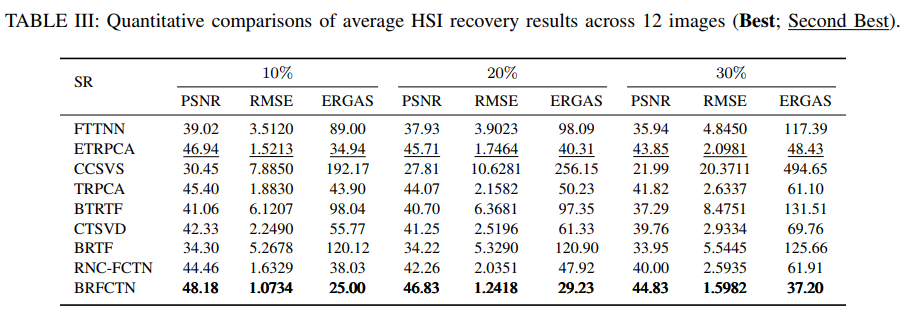 TABLE III: Quantitative comparisons of average HSI recovery results across 12 images (Best; Second Best).
SR 10% 20% 30%
PSNR RMSE ERGAS PSNR RMSE ERGAS PSNR RMSE ERGAS
FTTNN 39.02 3.5120 89.00 37.93 3.9023 98.09 35.94 4.8450 117.39
ETRPCA 46.94 1.5213 34.94 45.71 1.7464 40.31 43.85 2.0981 48.43
CCSVS 30.45 7.8850 192.17 27.81 10.6281 256.15 21.99 20.3711 494.65
TRPCA 45.40 1.8830 43.90 44.07 2.1582 50.23 41.82 2.6337 61.10
BTRTF 41.06 6.1207 98.04 40.70 6.3681 97.35 37.29 8.4751 131.51
CTSVD 42.33 2.2490 55.77 41.25 2.5196 61.33 39.76 2.9334 69.76
BRTF 34.30 5.2678 120.12 34.22 5.3290 120.90 33.95 5.5445 125.66
RNC-FCTN 44.46 1.6329 38.03 42.26 2.0351 47.92 40.00 2.5935 61.91
BRFCTN 48.18 1.0734 25.00 46.83 1.2418 29.23 44.83 1.5982 37.20